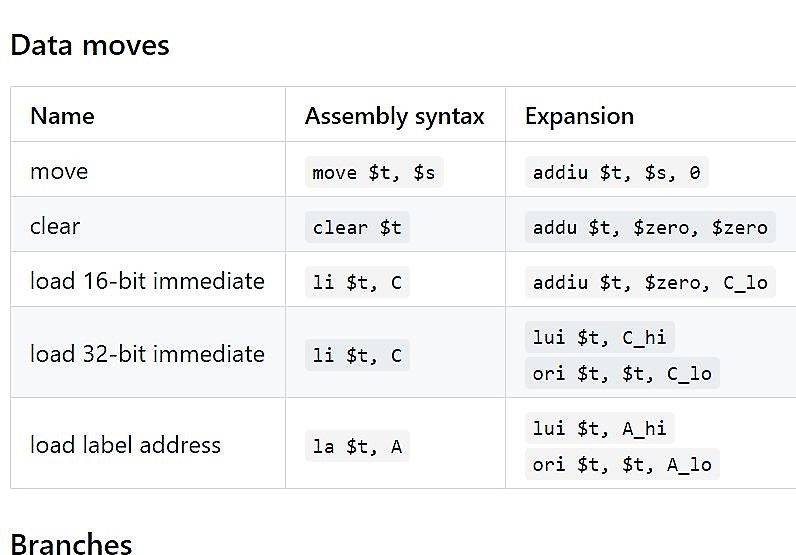 Data moves
Name Assembly syntax Expansion
move move $t, $s addiu $t, $s, 0
clear clear $t addu $t, $zero, $zero
load 16-bit immediate li $t, C addiu $t, $zero, C_lo
load 32-bit immediate li $t, C lui $t, C_hi
ori $t, $t, C_lo
load label address la $t, A lui $t, A_hi
ori $t, $t, A_lo
Branches